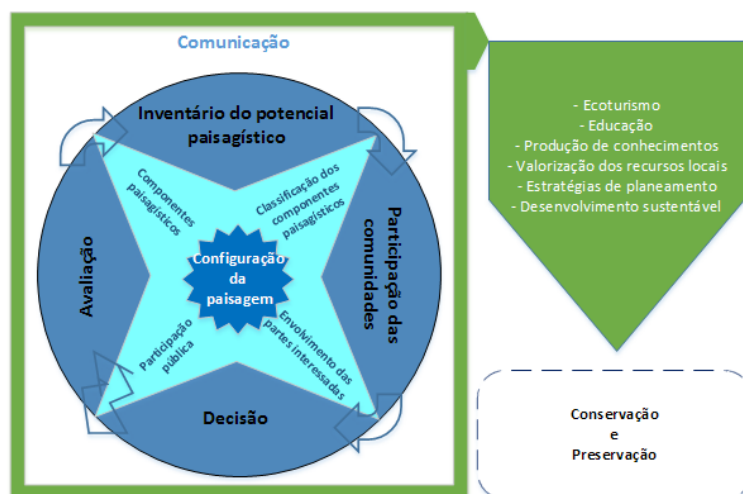 Comunicação
Inventário do potencial
paisagístico
Componentes
paisagísticos
Classificação dos
componentes
paisagísticos
Avaliação
Configuração
da
paisagem
Participação das
comunidades
Participação
pública
Envolvimento das
partes interessadas
Decisão
- Ecoturismo
- Educação
- Produção de conhecimentos
- Valorização dos recursos locais
- Estratégias de planeamento
- Desenvolvimento sustentável
Conservação
e
Preservação